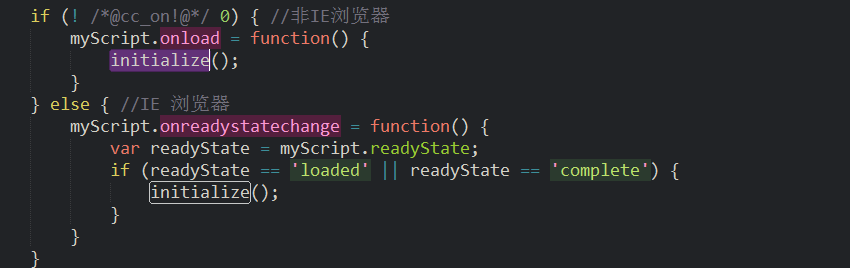 if (! /*@cc_on!@*/ 0) { //非IE浏览器
myScript.onload = function() {
initialize();
}
} else { //IE 浏览器
myScript.onreadystatechange = function() {
var readyState = myScript.readyState;
if (readyState == 'loaded' || readyState == 'complete') {
initialize();
}
}
}